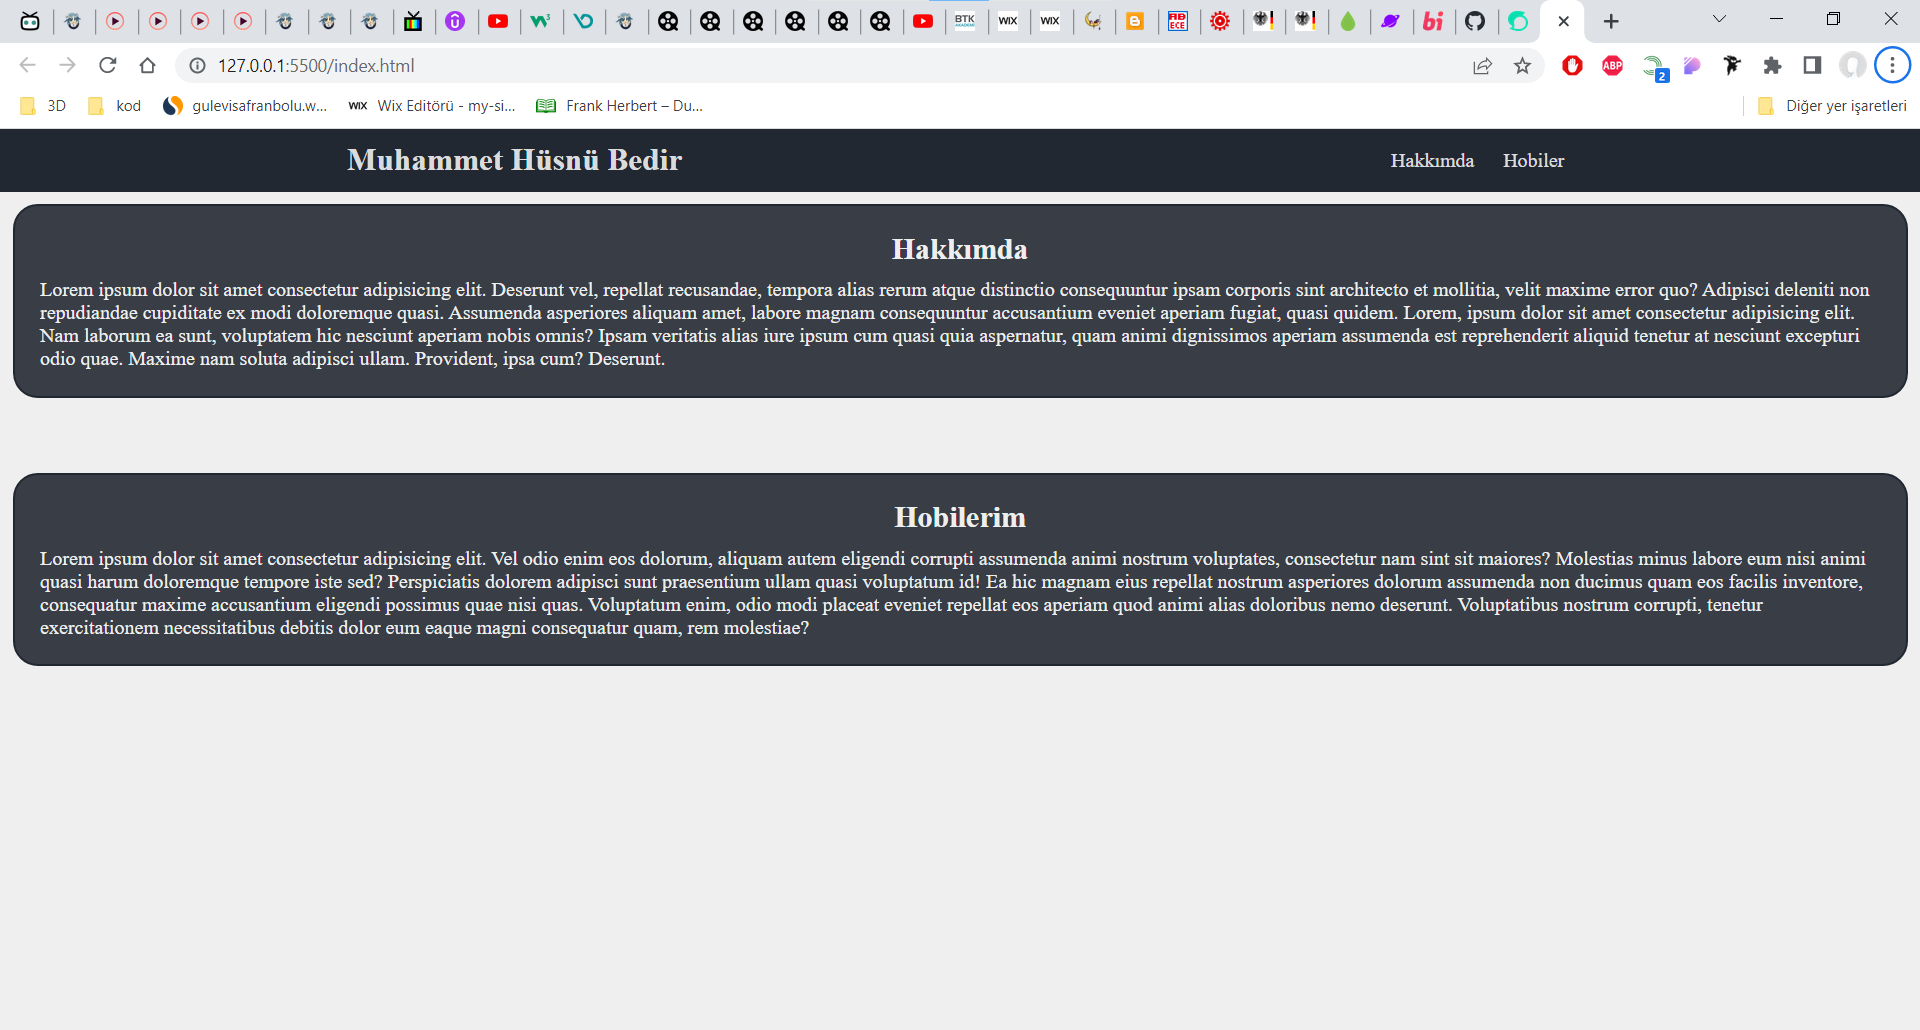 BTK
AKADEMİ
WIX
WIX
bi
AB
ECE
127.0.0.1:5500/index.html
ABP
2
3D
kod
gulevisafranbolu.w...
WIX
Wix Editörü - my-si...
Frank Herbert – Du...
Diğer yer işaretleri
Muhammet Hüsnü Bedir
Hakkımda
Hobiler
Hakkımda
Lorem ipsum dolor sit amet consectetur adipisicing elit. Deserunt vel, repellat recusandae, tempora alias rerum atque distinctio consequuntur ipsam corporis sint architecto et mollitia, velit maxime error quo? Adipisci deleniti non
repudiandae cupiditate ex modi doloremque quasi. Assumenda asperiores aliquam amet, labore magnam consequuntur accusantium eveniet aperiam fugiat, quasi quidem. Lorem, ipsum dolor sit amet consectetur adipisicing elit.
Nam laborum ea sunt, voluptatem hic nesciunt aperiam nobis omnis? Ipsam veritatis alias iure ipsum cum quasi quia aspernatur, quam animi dignissimos aperiam assumenda est reprehenderit aliquid tenetur at nesciunt excepturi
odio quae. Maxime nam soluta adipisci ullam. Provident, ipsa cum? Deserunt.
Hobilerim
Lorem ipsum dolor sit amet consectetur adipisicing elit. Vel odio enim eos dolorum, aliquam autem eligendi corrupti assumenda animi nostrum voluptates, consectetur nam sint sit maiores? Molestias minus labore eum nisi animi
quasi harum doloremque tempore iste sed? Perspiciatis dolorem adipisci sunt praesentium ullam quasi voluptatum id! Ea hic magnam eius repellat nostrum asperiores dolorum assumenda non ducimus quam eos facilis inventore,
consequatur maxime accusantium eligendi possimus quae nisi quas. Voluptatum enim, odio modi placeat eveniet repellat eos aperiam quod animi alias doloribus nemo deserunt. Voluptatibus nostrum corrupti, tenetur
exercitationem necessitatibus debitis dolor eum eaque magni consequatur quam, rem molestiae?